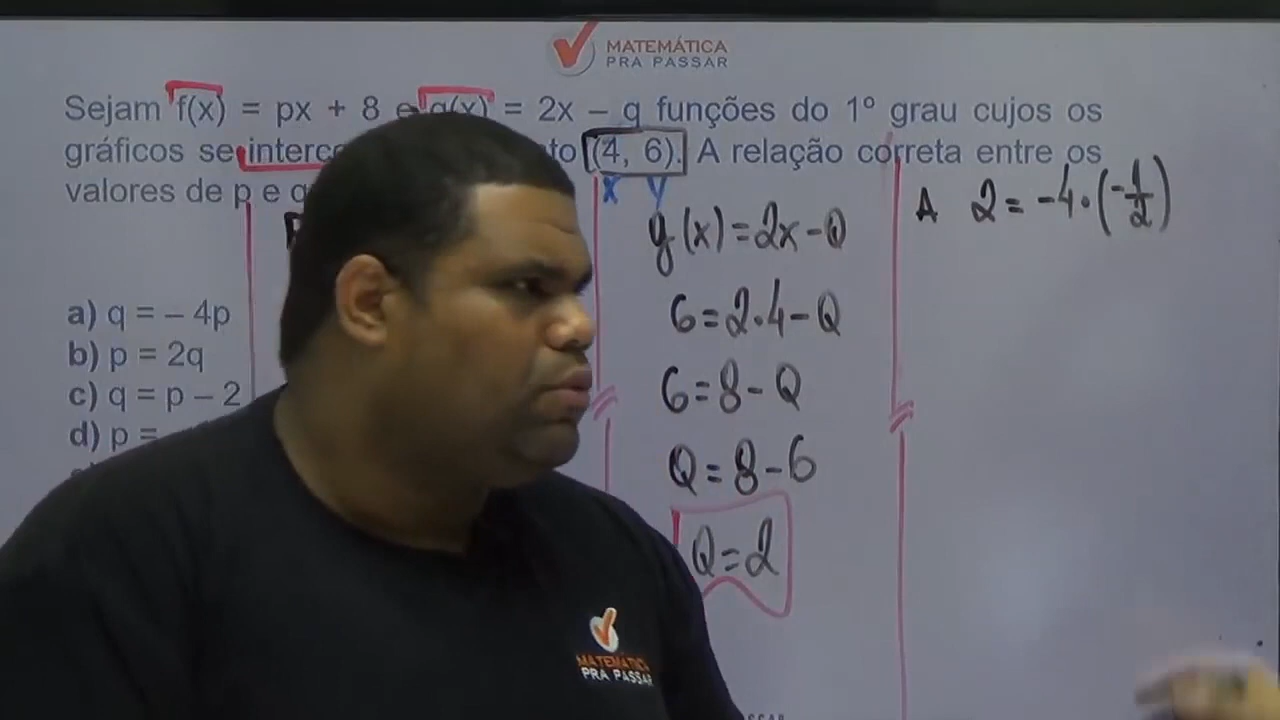 MATEMÁTICA
PRA PASSAR
Sejam f(x) = px + 8 e g(x) = 2x – q funções do 1º grau cujos os
gráficos se (4, 6). A relação correta entre os
valores de p e q
a) q = – 4p
b) p = 2q
c) q = p – 2
d) p =
x y
g(x)=2x-Q
6=2.4-Q
6=8-Q
Q=8-6
Q=2
A 2=-4.(-1/2)
MATEMÁTICA
PRA PASSAR